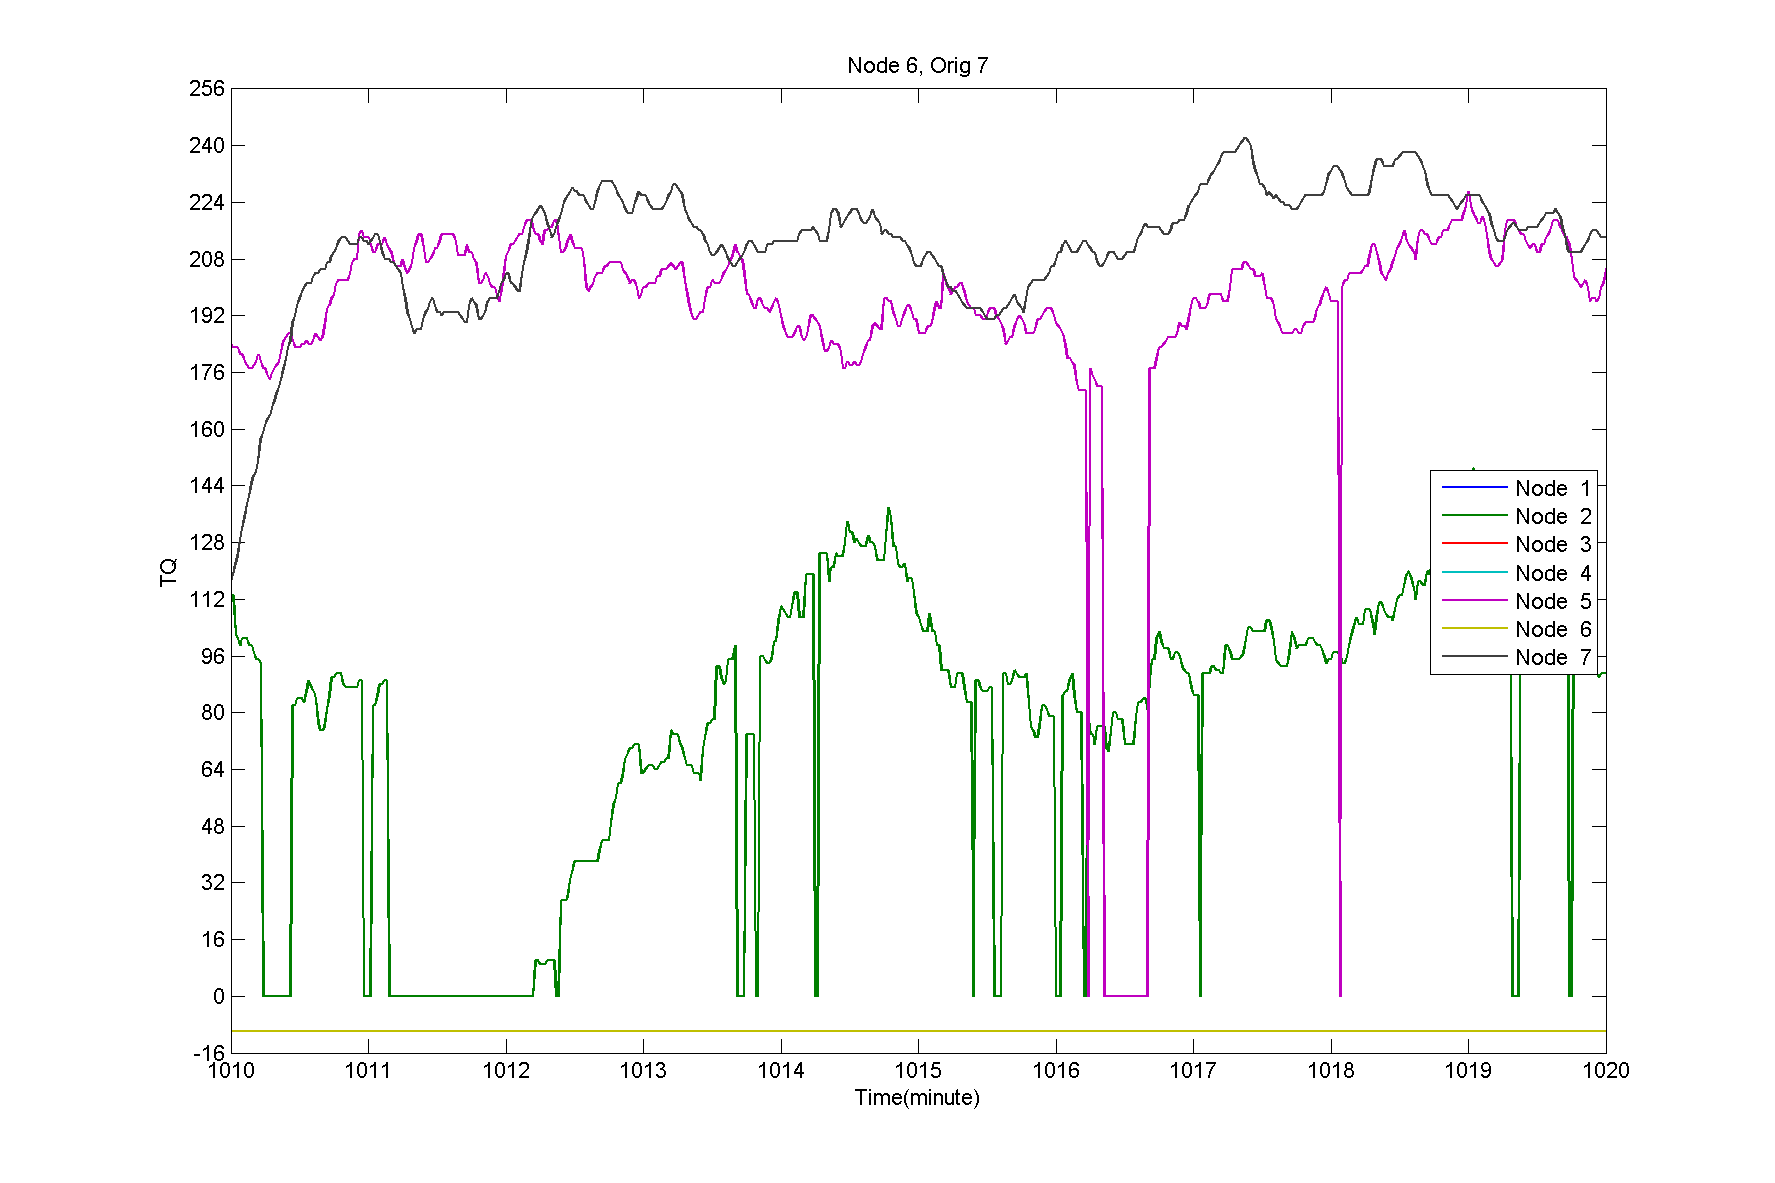 Node 6, Orig 7
256
240
224
208
192
176
160
144
128
112
96
80
64
48
32
16
0
-16
TQ
Node 1
Node 2
Node 3
Node 4
Node 5
Node 6
Node 7
1010 1011 1012 1013 1014 1015 1016 1017 1018 1019 1020
Time(minute)